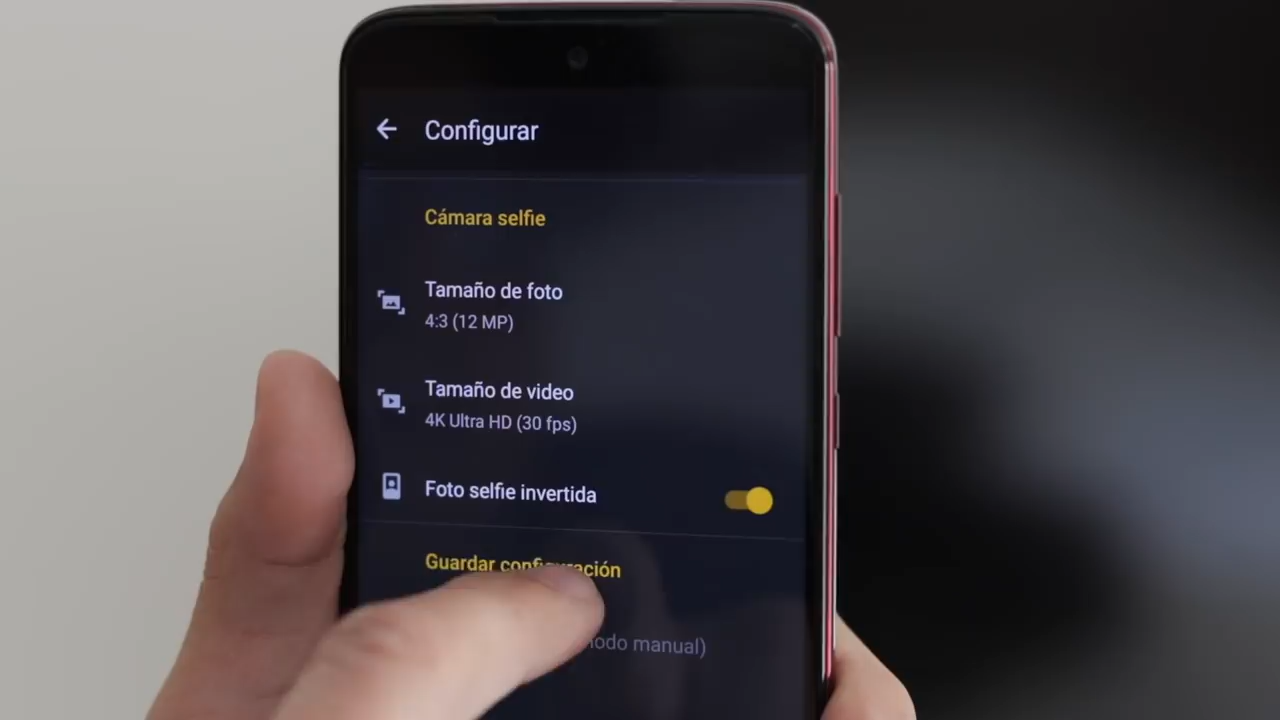 Configurar
Cámara selfie
Tamaño de foto
4:3 (12 MP)
Tamaño de video
4K Ultra HD (30 fps)
Foto selfie invertida
Guardar configuración
manual)